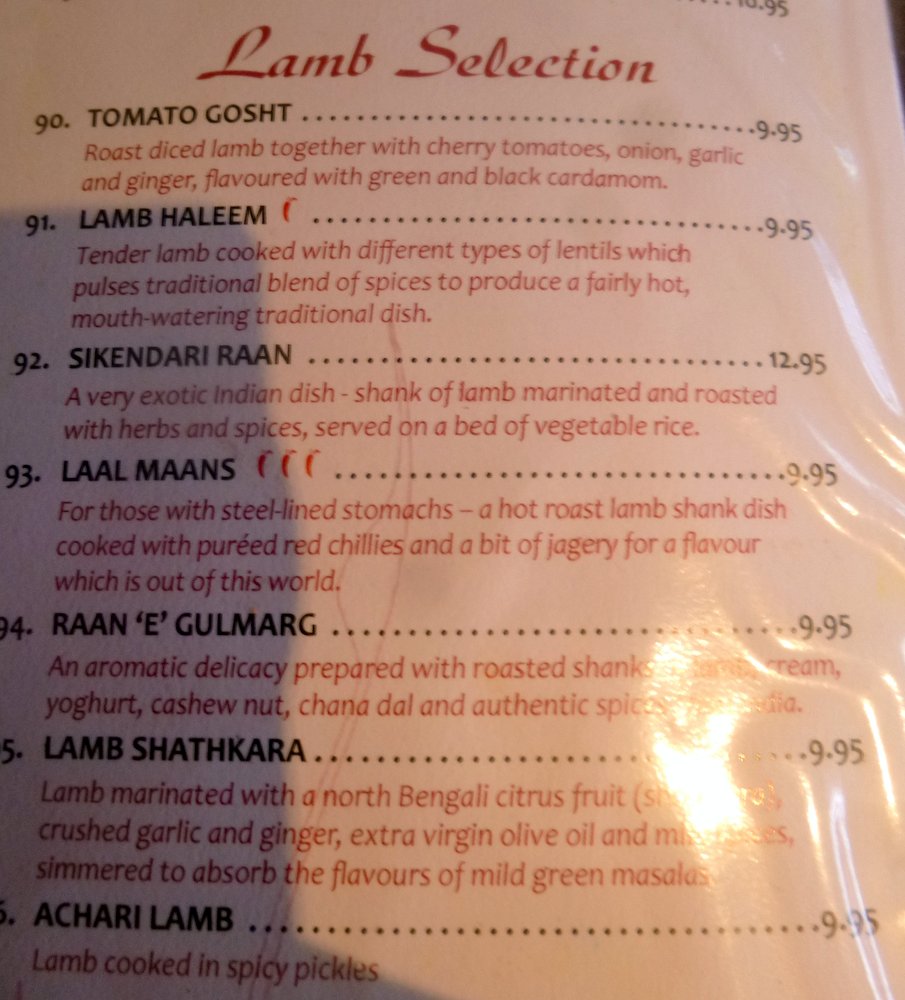 10.95
Lamb Selection
90. TOMATO GOSHT 9.95
Roast diced lamb together with cherry tomatoes, onion, garlic
and ginger, flavoured with green and black cardamom.
91. LAMB HALEEM 9.95
Tender lamb cooked with different types of lentils which
pulses traditional blend of spices to produce a fairly hot,
mouth-watering traditional dish.
92. SIKENDARI RAAN 12.95
A very exotic Indian dish - shank of lamb marinated and roasted
with herbs and spices, served on a bed of vegetable rice.
93. LAAL MAANS 9.95
For those with steel-lined stomachs – a hot roast lamb shank dish
cooked with puréed red chillies and a bit of jagery for a flavour
which is out of this world.
94. RAAN ‘E’ GULMARG 9.95
An aromatic delicacy prepared with roasted shank cream,
yoghurt, cashew nut, chana dal and authentic
5. LAMB SHATHKARA 9.95
Lamb marinated with a north Bengali citrus fruit
crushed garlic and ginger, extra virgin olive oil and
simmered to absorb the flavours of mild green masalas
ACHARI LAMB 9.95
Lamb cooked in spicy pickles